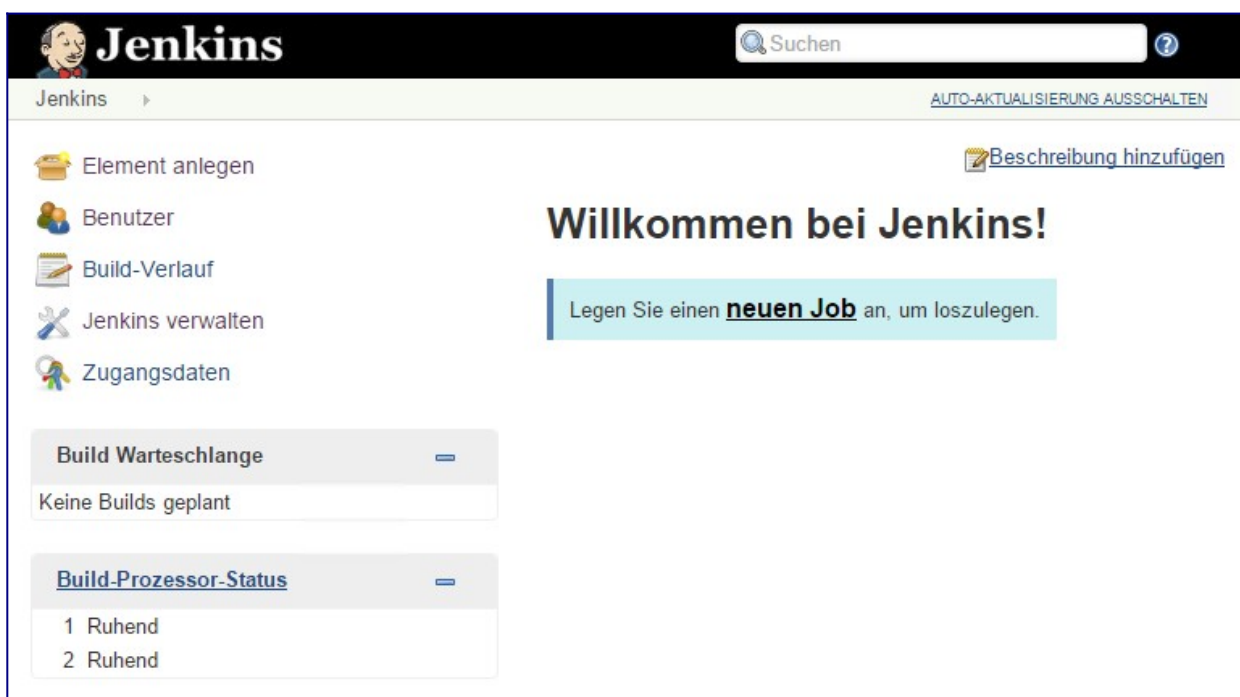 Jenkins
Suchen
Jenkins
AUTO-AKTUALISIERUNG AUSSCHALTEN
Element anlegen
Benutzer
Build-Verlauf
Jenkins verwalten
Zugangsdaten
Build Warteschlange
Keine Builds geplant
Build-Prozessor-Status
1 Ruhend
2 Ruhend
Beschreibung hinzufügen
Willkommen bei Jenkins!
Legen Sie einen neuen Job an, um loszulegen.